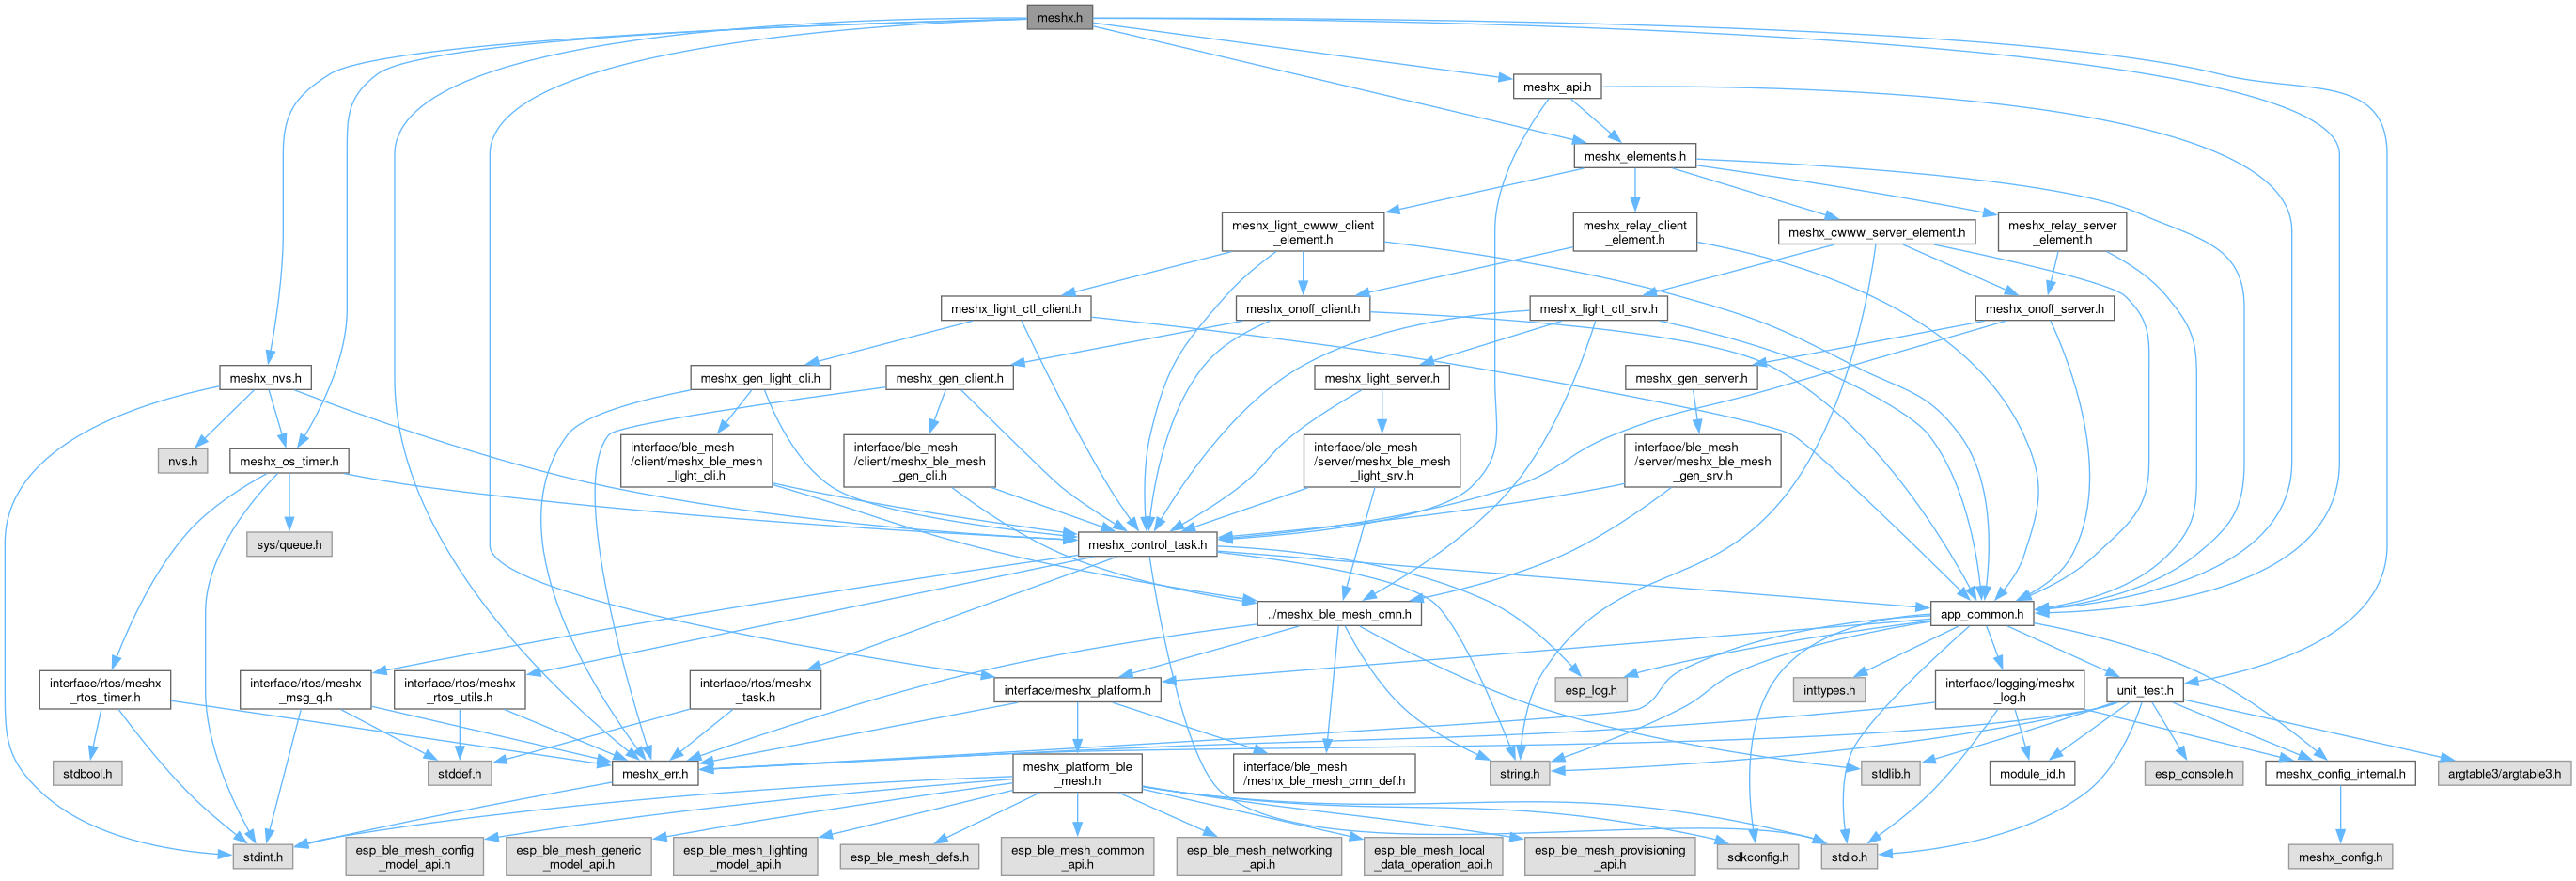 meshx.h
meshx_api.h
meshx_elements.h
meshx_light_cwww_client
_element.h
meshx_relay_client
_element.h
meshx_cwww_server_element.h
meshx_relay_server
_element.h
meshx_light_ctl_client.h
meshx_onoff_client.h
meshx_light_ctl_srv.h
meshx_onoff_server.h
meshx_nvs.h
meshx_gen_light_cli.h
meshx_gen_client.h
meshx_light_server.h
meshx_gen_server.h
nvs.h
meshx_os_timer.h
interface/ble_mesh
/client/meshx_ble_mesh
_light_cli.h
interface/ble_mesh
/client/meshx_ble_mesh
_gen_cli.h
interface/ble_mesh
/server/meshx_ble_mesh
_light_srv.h
interface/ble_mesh
/server/meshx_ble_mesh
_gen_srv.h
sys/queue.h
meshx_control_task.h
../meshx_ble_mesh_cmn.h
app_common.h
interface/rtos/meshx
_rtos_timer.h
interface/rtos/meshx
_msg_q.h
interface/rtos/meshx
_rtos_utils.h
interface/rtos/meshx
_task.h
interface/meshx_platform.h
esp_log.h
inttypes.h
interface/logging/meshx
_log.h
unit_test.h
stdbool.h
stddef.h
meshx_err.h
meshx_platform_ble
_mesh.h
interface/ble_mesh
/meshx_ble_mesh_cmn_def.h
string.h
stdlib.h
module_id.h
esp_console.h
meshx_config_internal.h
argtable3/argtable3.h
stdint.h
esp_ble_mesh_config
_model_api.h
esp_ble_mesh_generic
_model_api.h
esp_ble_mesh_lighting
_model_api.h
esp_ble_mesh_defs.h
esp_ble_mesh_common
_api.h
esp_ble_mesh_networking
_api.h
esp_ble_mesh_local
_data_operation_api.h
esp_ble_mesh_provisioning
_api.h
sdkconfig.h
stdio.h
meshx_config.h